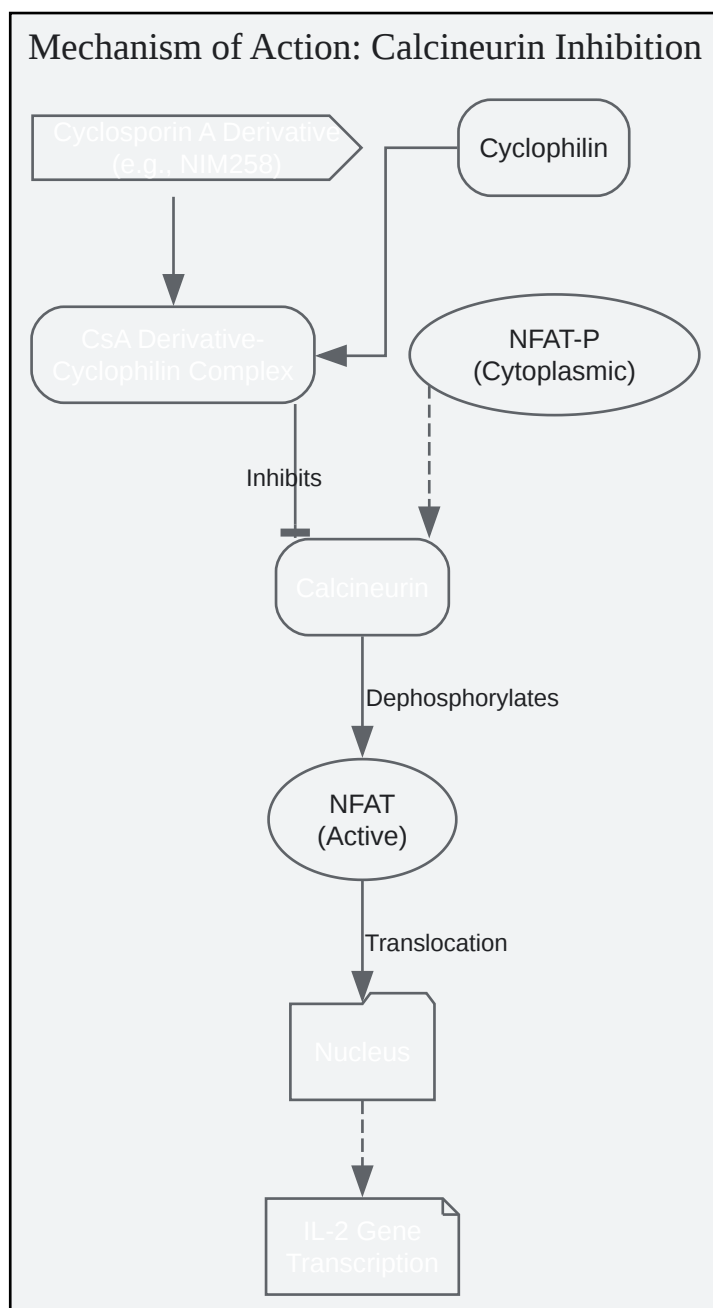 Mechanism of Action: Calcineurin Inhibition
Cyclosporin A Derivative
(e.g., NIM258)
Cyclophilin
CsA Derivative-
Cyclophilin Complex
NFAT-P
(Cytoplasmic)
Inhibits
Calcineurin
Dephosphorylates
NFAT
(Active)
Translocation
Nucleus
IL-2 Gene
Transcription